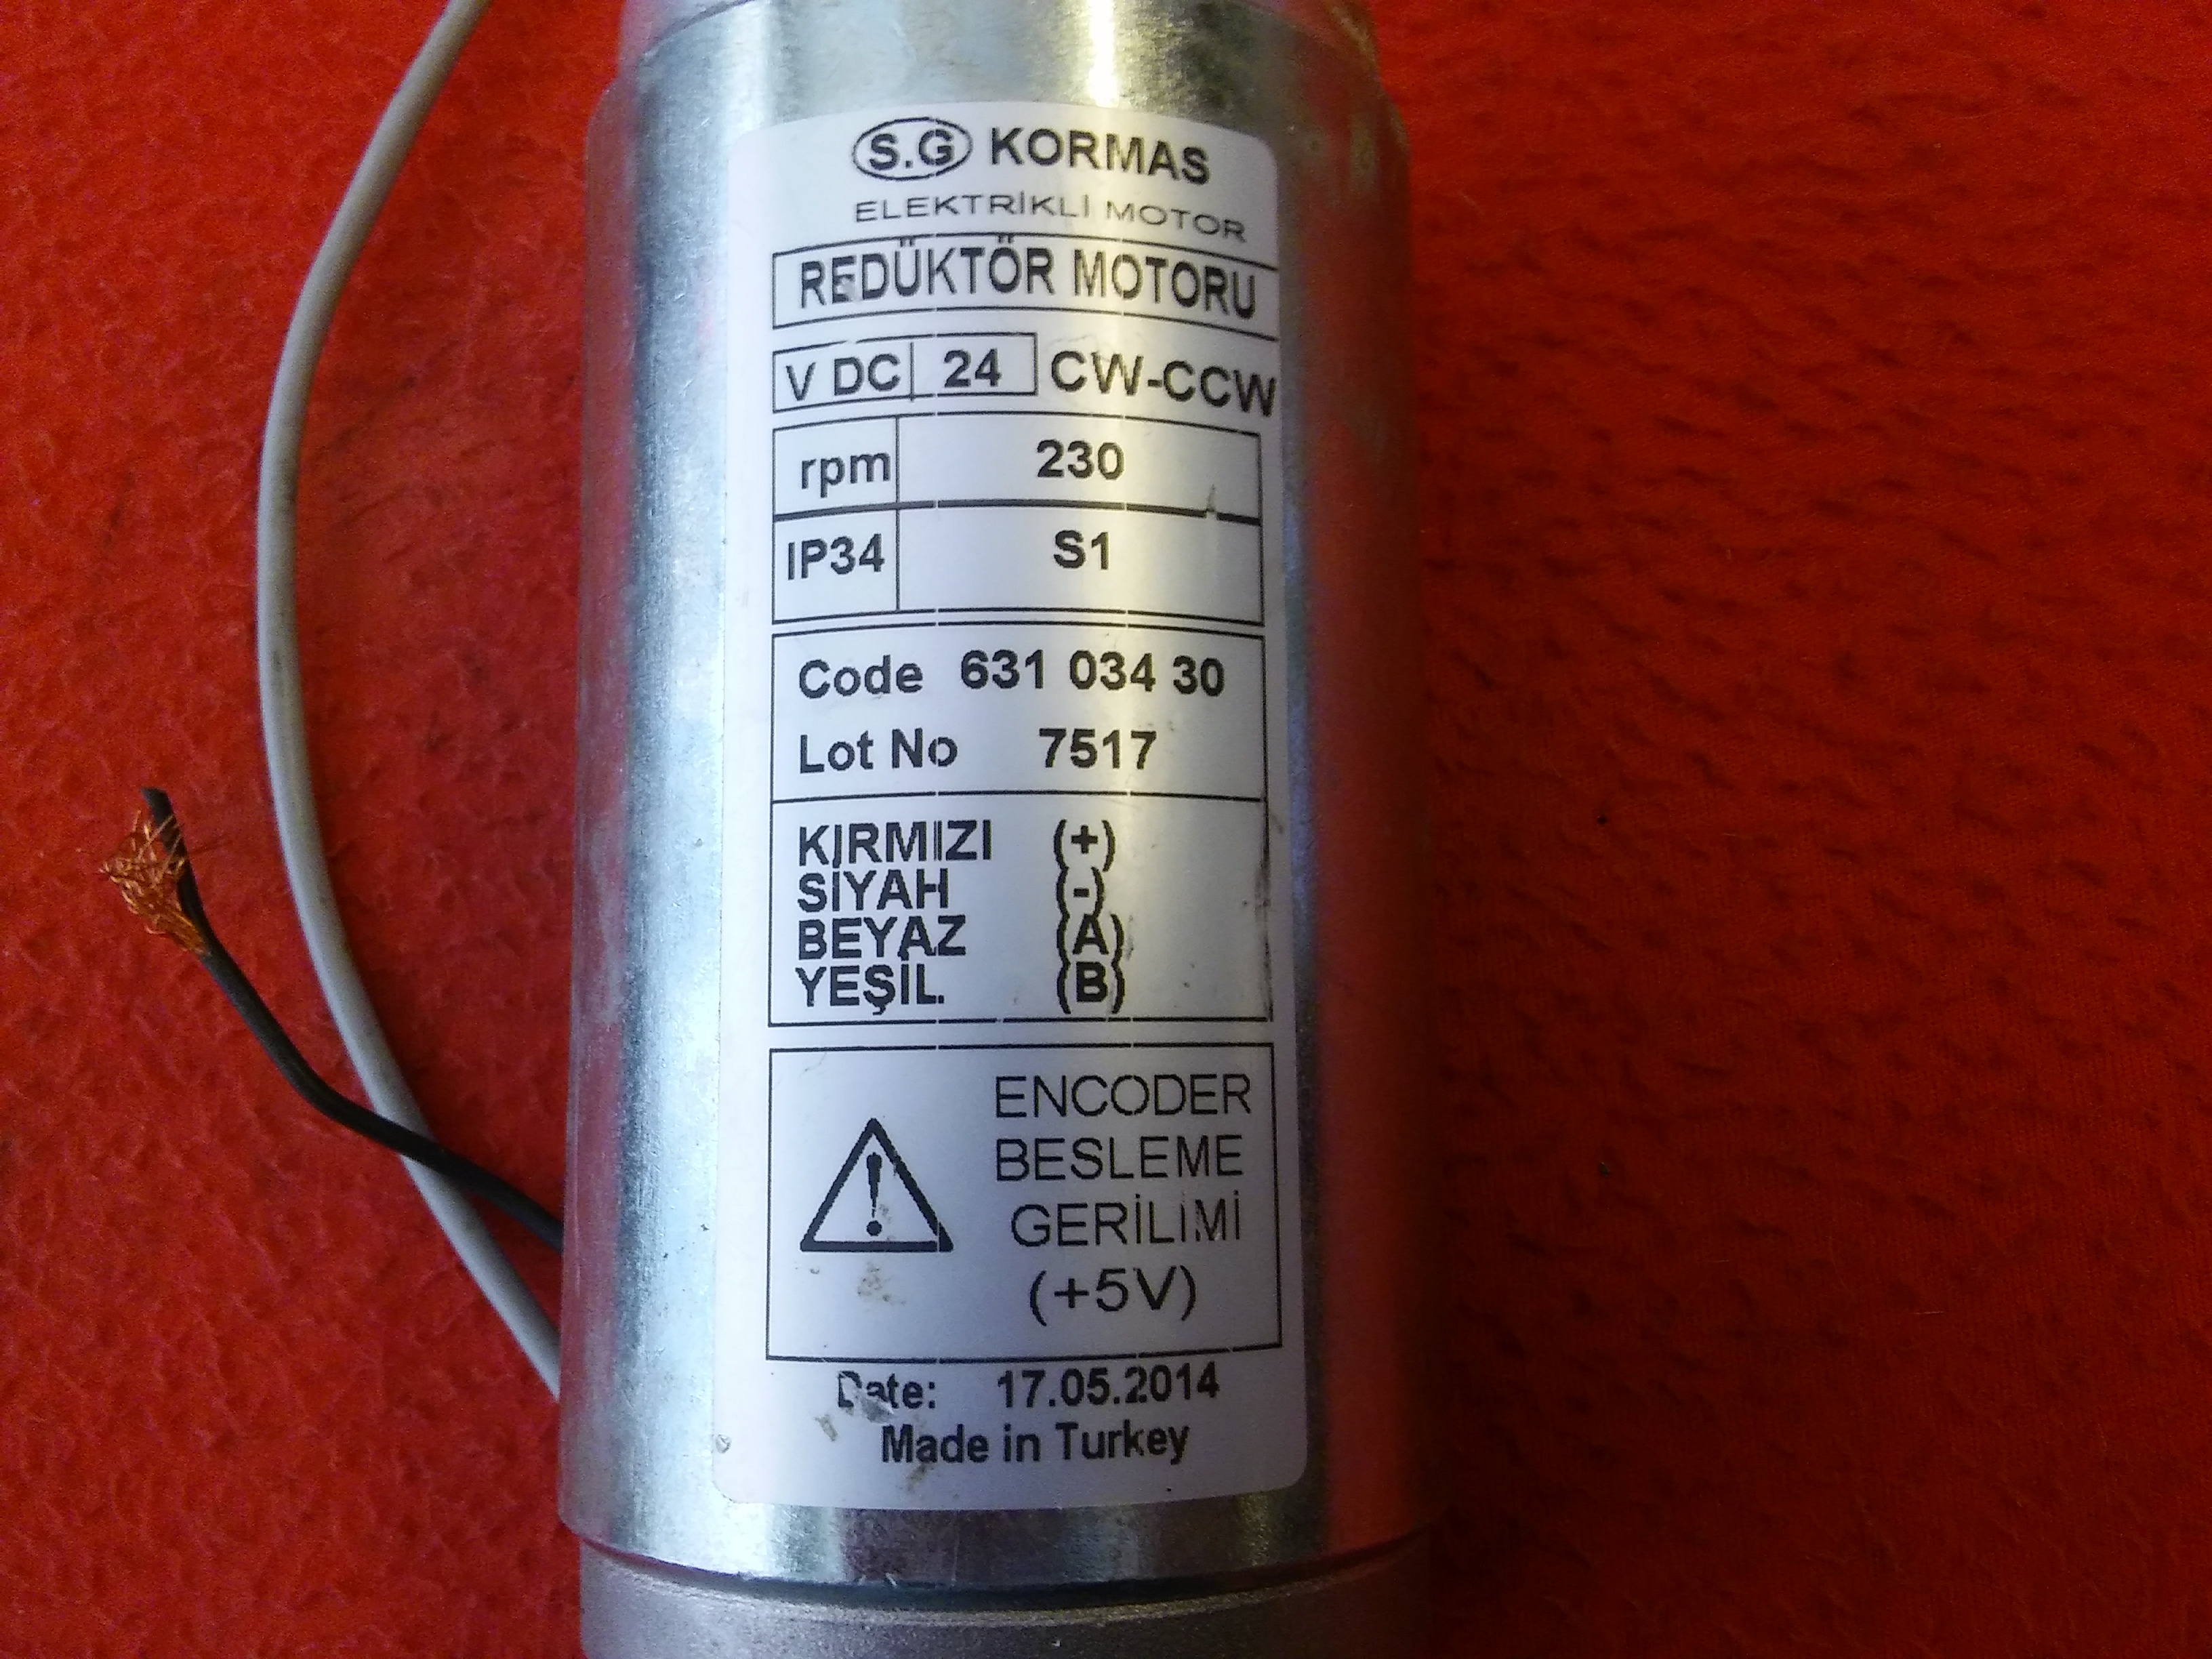 S.G KORMAS
ELEKTRİKLİ MOTOR
REDÜKTÖR MOTORU
V DC 24 CW-CCW
rpm 230
IP34 S1
Code 631 034 30
Lot No 7517
KIRMIZI (+)
SİYAH (-)
BEYAZ (A)
YEŞİL (B)
ENCODER
BESLEME
GERİLİMİ
(+5V)
Date: 17.05.2014
Made in Turkey